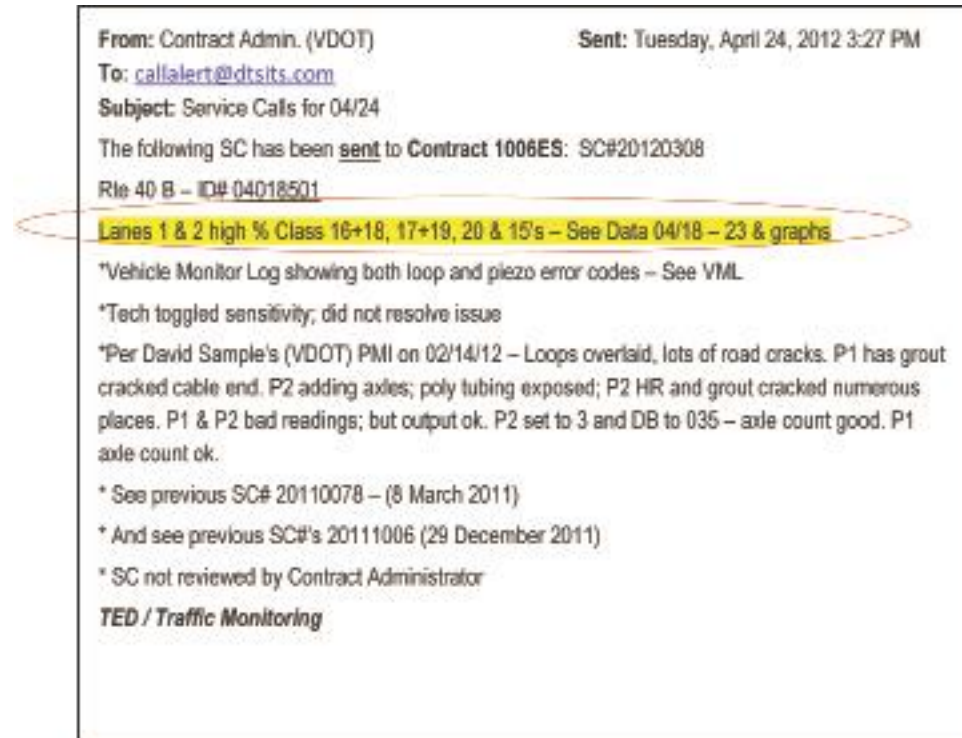 From: Contract Admin. (VDOT) Sent: Tuesday, April 24, 2012 3:27 PM
To: callalert@dtsits.com
Subject: Service Calls for 04/24
The following SC has been sent to Contract 1006ES: SC#20120308
Rte 40 B – ID# 04018501
Lanes 1 & 2 high % Class 16+18, 17+19, 20 & 15's – See Data 04/18 – 23 & graphs
*Vehicle Monitor Log showing both loop and piezo error codes – See VML
*Tech toggled sensitivity; did not resolve issue
*Per David Sample's (VDOT) PMI on 02/14/12 – Loops overlaid, lots of road cracks. P1 has grout
cracked cable end. P2 adding axles; poly tubing exposed; P2 HR and grout cracked numerous
places. P1 & P2 bad readings; but output ok. P2 set to 3 and DB to 035 – axle count good. P1
axle count ok.
* See previous SC# 20110078 – (8 March 2011)
* And see previous SC#'s 20111006 (29 December 2011)
* SC not reviewed by Contract Administrator
TED / Traffic Monitoring